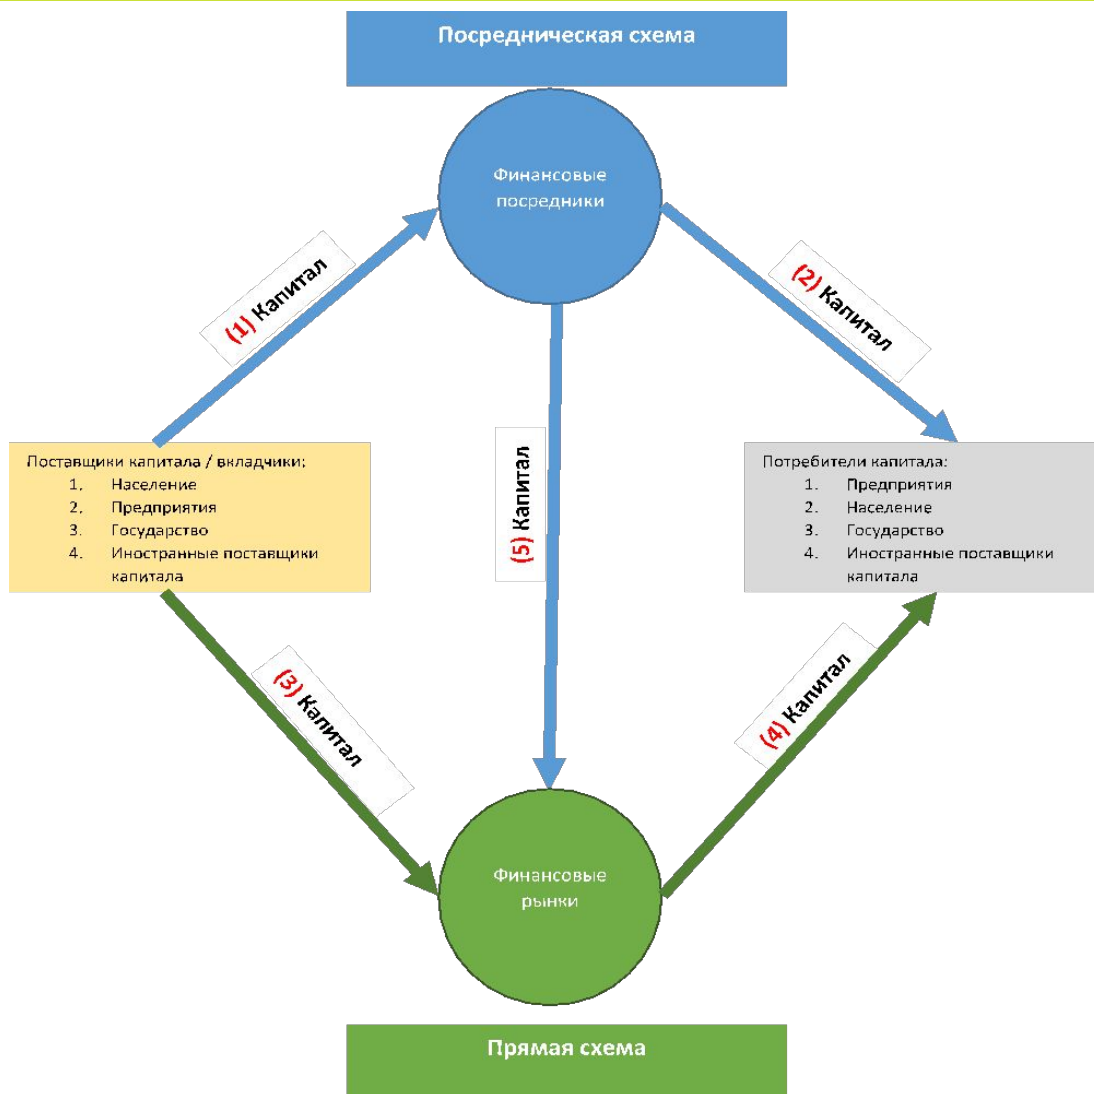 Посредническая схема
Финансовые
посредники
(1) Капитал
(2) Капитал
Поставщики капитала / вкладчики:
1. Население
2. Предприятия
3. Государство
4. Иностранные поставщики
капитала
(5) Капитал
Потребители капитала:
1. Предприятия
2. Население
3. Государство
4. Иностранные поставщики
капитала
(3) Капитал
(4) Капитал
Финансовые
рынки
Прямая схема